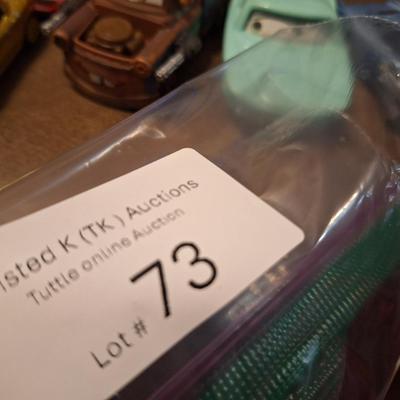 isted K (TK) Auctions
Tuttle online Auction
Lot # 73